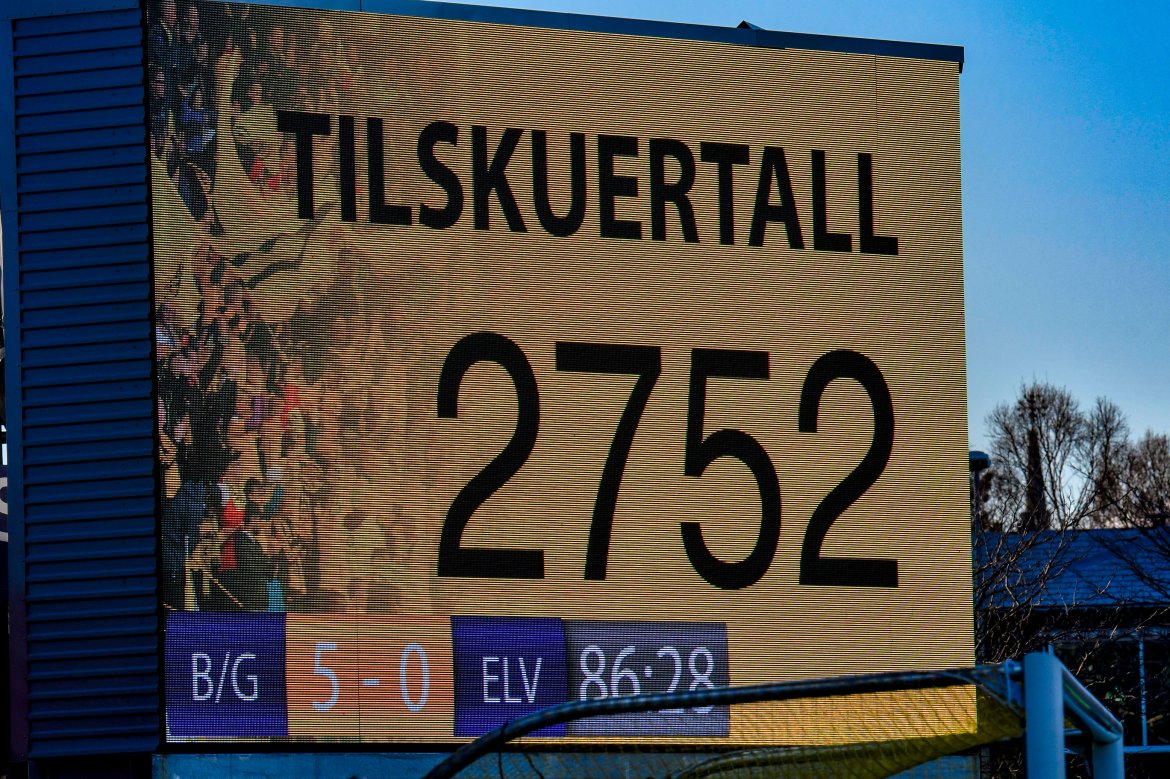 TILSKUERTALL
2752
B/G 5 - 0 ELV 86:28